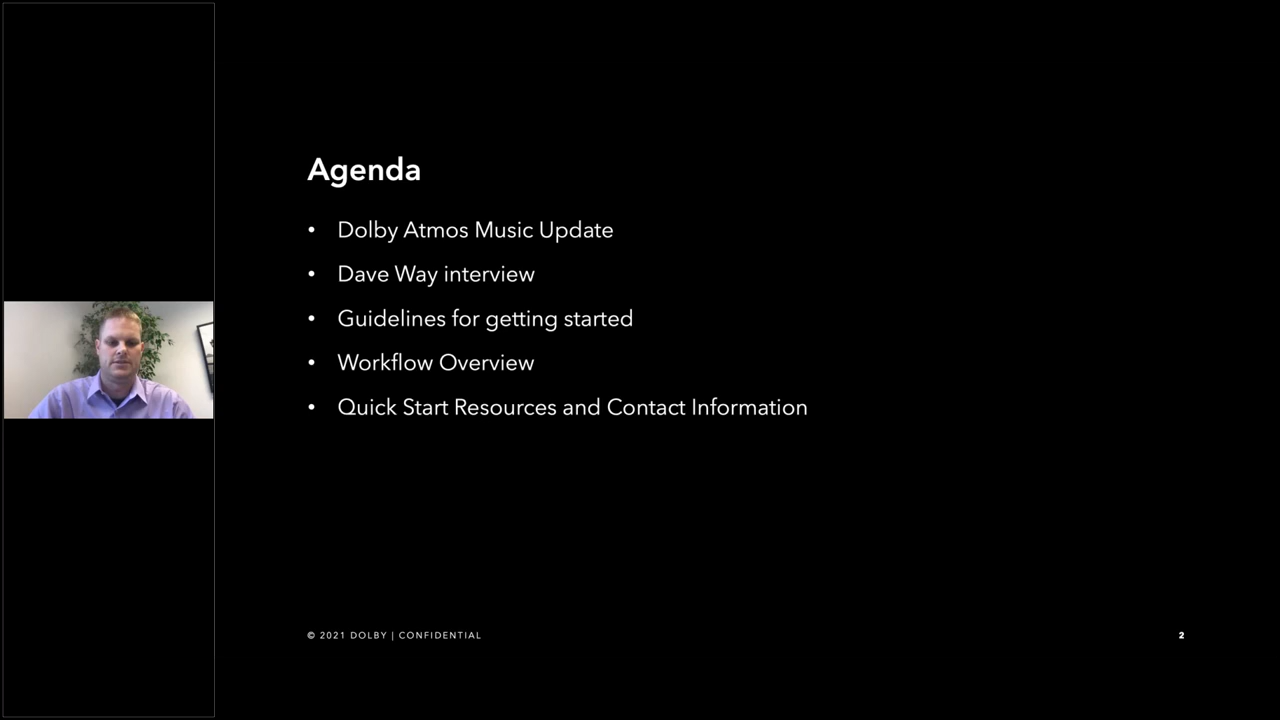 Agenda
• Dolby Atmos Music Update
• Dave Way interview
• Guidelines for getting started
• Workflow Overview
• Quick Start Resources and Contact Information
© 2021 DOLBY | CONFIDENTIAL
2